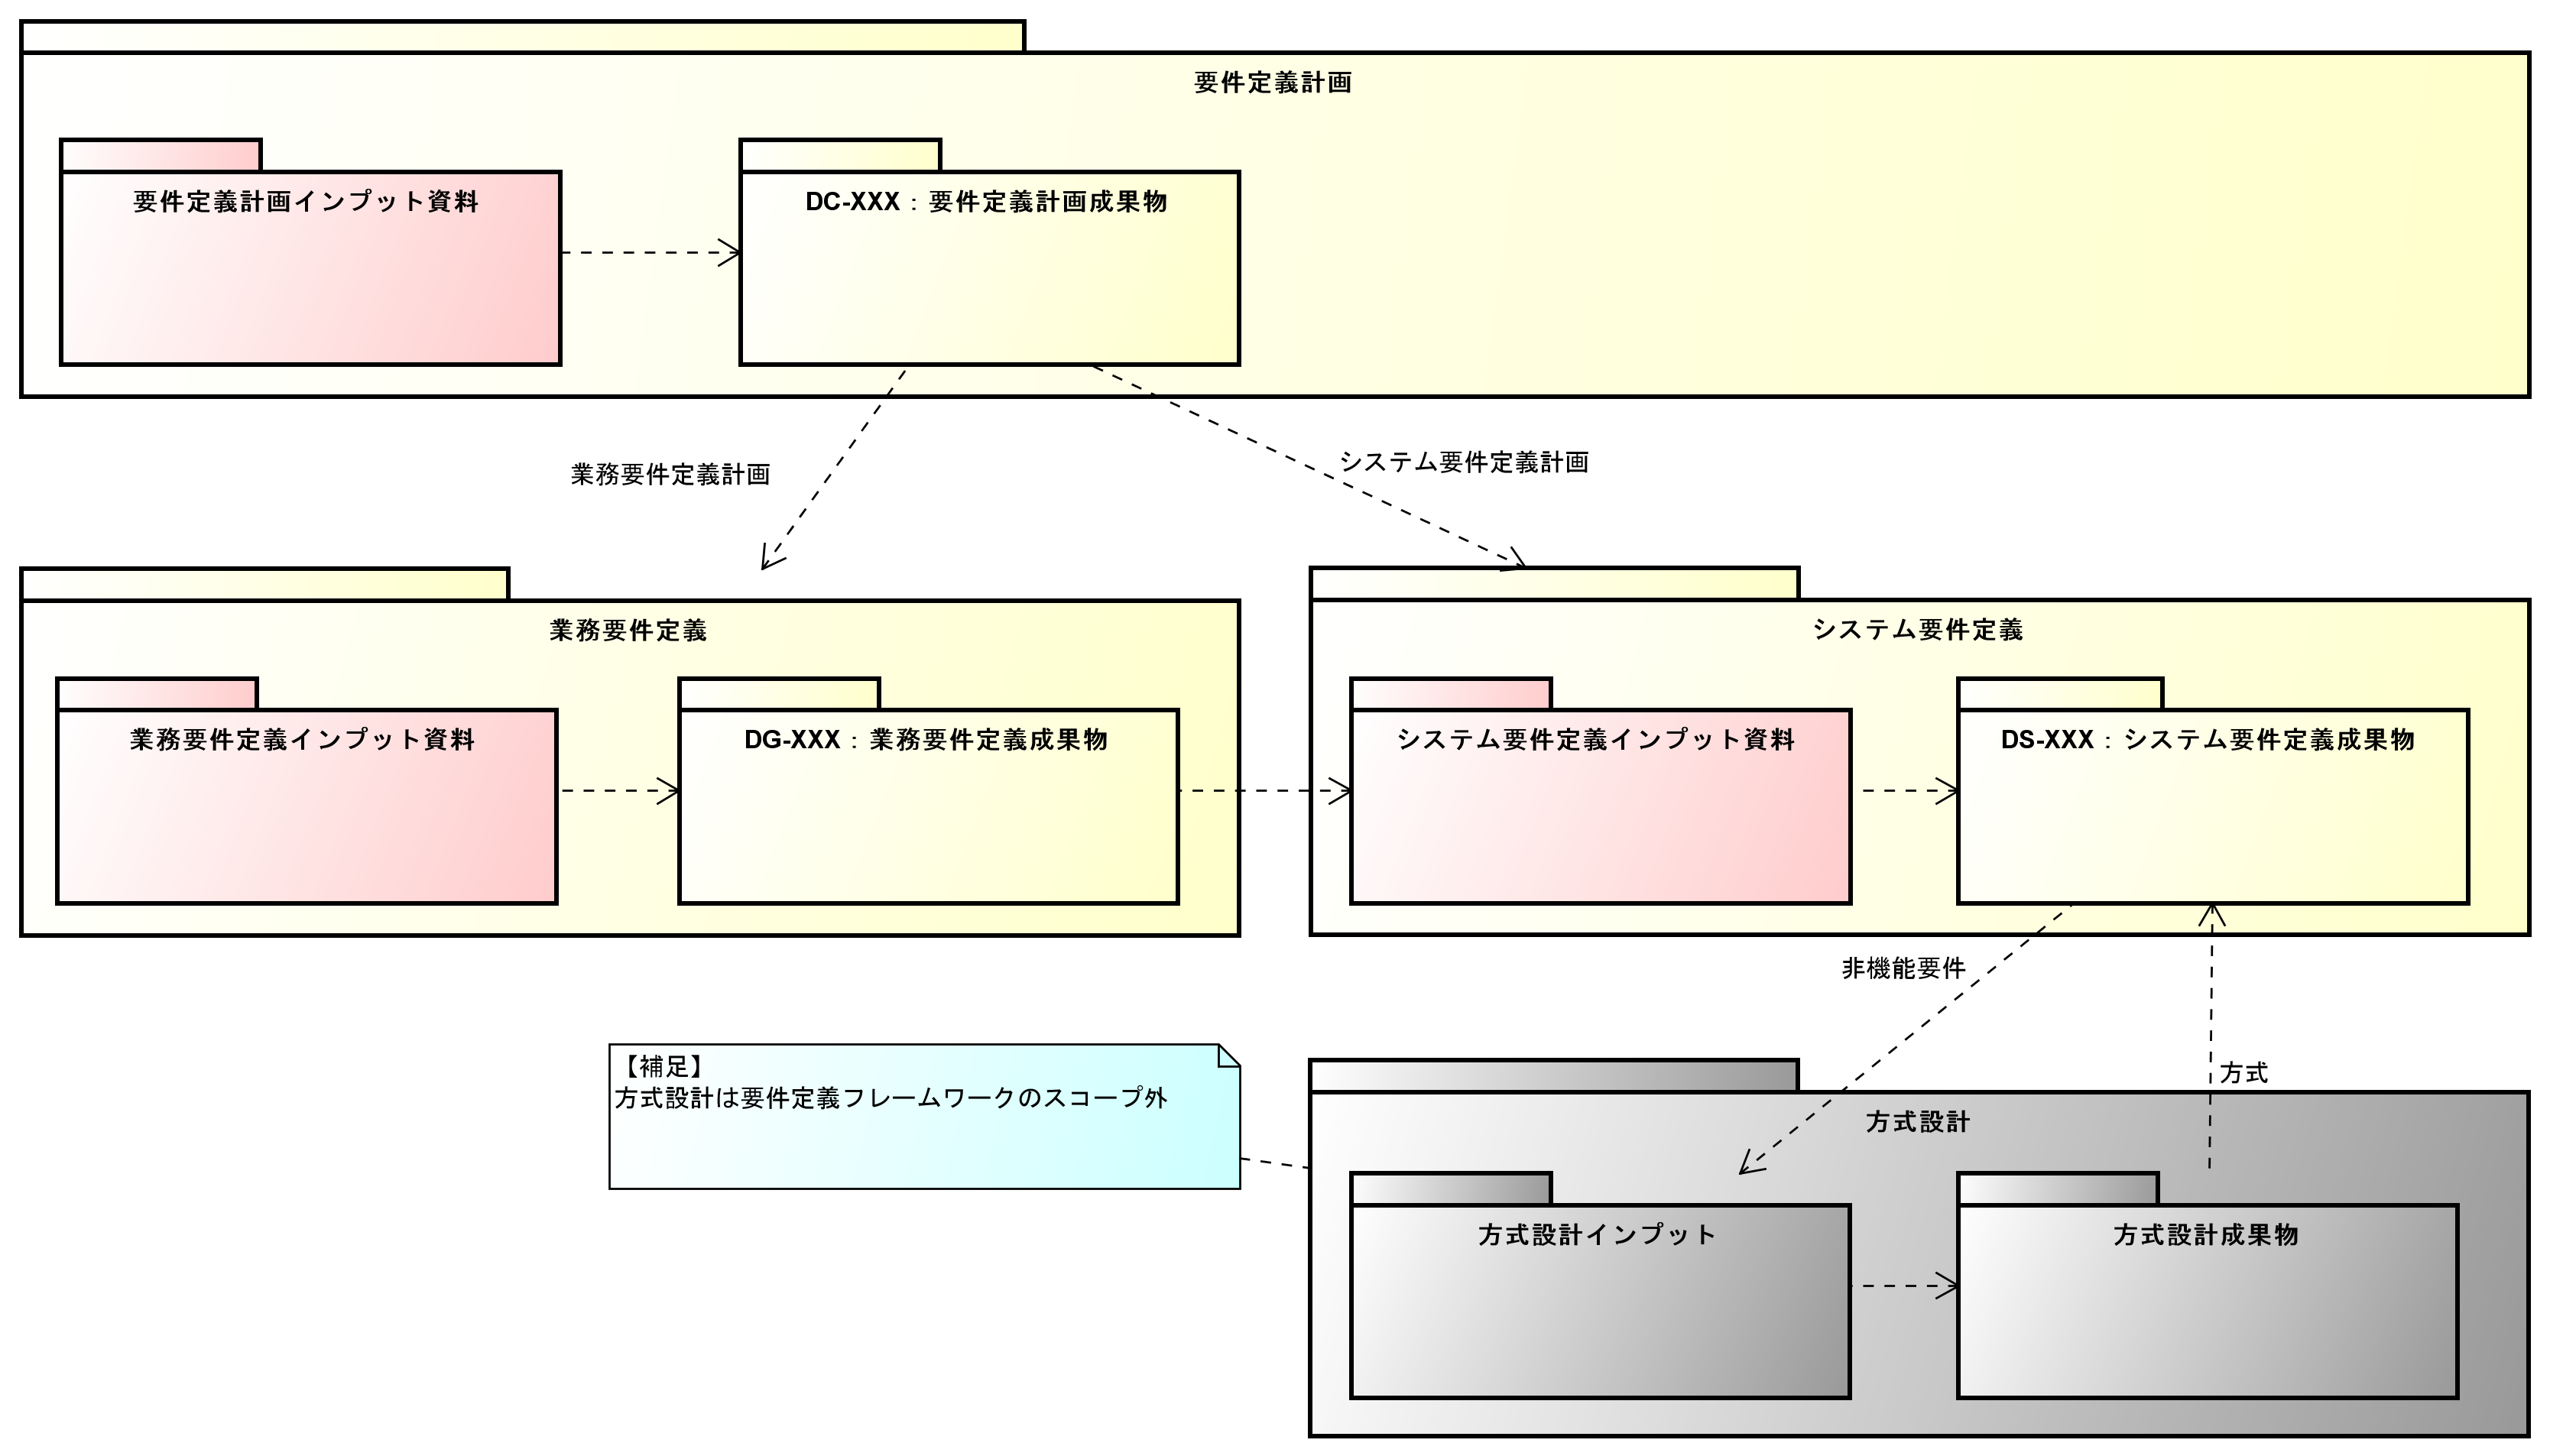 要件定義計画
要件定義計画インプット資料
DC-XXX：要件定義計画成果物
業務要件定義計画
システム要件定義計画
業務要件定義
システム要件定義
業務要件定義インプット資料
DG-XXX：業務要件定義成果物
システム要件定義インプット資料
DS-XXX：システム要件定義成果物
非機能要件
【補足】
方式設計は要件定義フレームワークのスコープ外
方式
方式設計
方式設計インプット
方式設計成果物